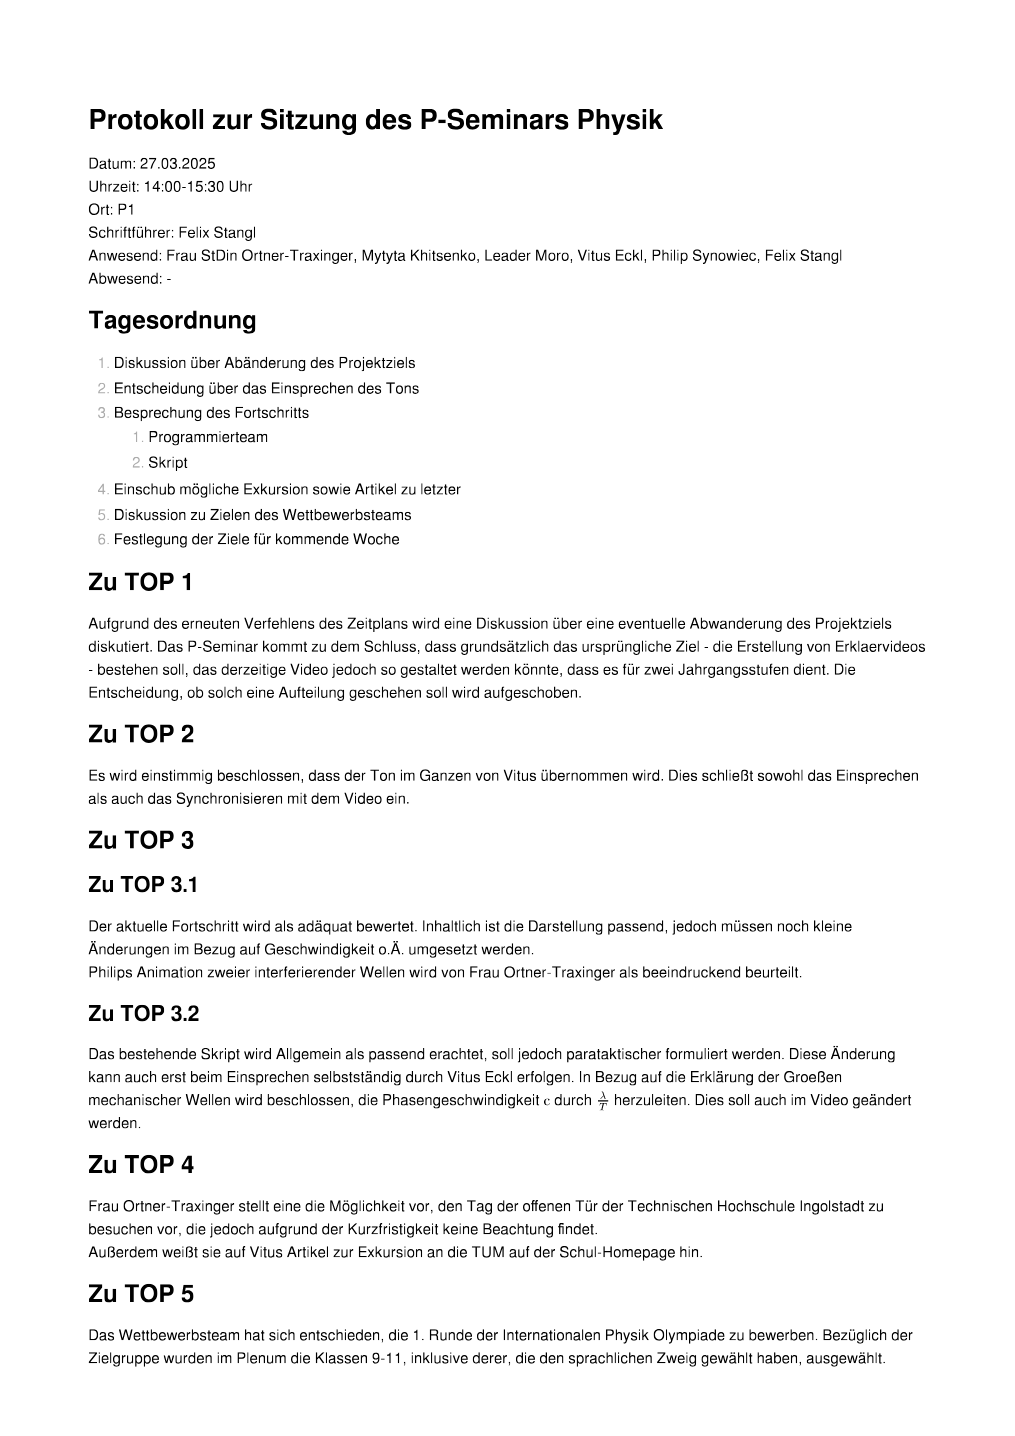 Protokoll zur Sitzung des P-Seminars Physik
Datum: 27.03.2025
Uhrzeit: 14:00-15:30 Uhr
Ort: P1
Schriftführer: Felix Stangl
Anwesend: Frau StDin Ortner-Traxinger, Mytyta Khitsenko, Leader Moro, Vitus Eckl, Philip Synowiec, Felix Stangl
Abwesend: -
Tagesordnung
1. Diskussion über Abänderung des Projektziels
2. Entscheidung über das Einsprechen des Tons
3. Besprechung des Fortschritts
1. Programmierteam
2. Skript
4. Einschub mögliche Exkursion sowie Artikel zu letzter
5. Diskussion zu Zielen des Wettbewerbsteams
6. Festlegung der Ziele für kommende Woche
Zu TOP 1
Aufgrund des erneuten Verfehlens des Zeitplans wird eine Diskussion über eine eventuelle Abwanderung des Projektziels
diskutiert. Das P-Seminar kommt zu dem Schluss, dass grundsätzlich das ursprüngliche Ziel - die Erstellung von Erklaervideos
- bestehen soll, das derzeitige Video jedoch so gestaltet werden könnte, dass es für zwei Jahrgangsstufen dient. Die
Entscheidung, ob solch eine Aufteilung geschehen soll wird aufgeschoben.
Zu TOP 2
Es wird einstimmig beschlossen, dass der Ton im Ganzen von Vitus übernommen wird. Dies schließt sowohl das Einsprechen
als auch das Synchronisieren mit dem Video ein.
Zu TOP 3
Zu TOP 3.1
Der aktuelle Fortschritt wird als adäquat bewertet. Inhaltlich ist die Darstellung passend, jedoch müssen noch kleine
Änderungen im Bezug auf Geschwindigkeit o.Ä. umgesetzt werden.
Philips Animation zweier interferierender Wellen wird von Frau Ortner-Traxinger als beeindruckend beurteilt.
Zu TOP 3.2
Das bestehende Skript wird Allgemein als passend erachtet, soll jedoch parataktischer formuliert werden. Diese Änderung
kann auch erst beim Einsprechen selbstständig durch Vitus Eckl erfolgen. In Bezug auf die Erklärung der Groeßen
mechanischer Wellen wird beschlossen, die Phasengeschwindigkeit c durch λ/T herzuleiten. Dies soll auch im Video geändert
werden.
Zu TOP 4
Frau Ortner-Traxinger stellt eine die Möglichkeit vor, den Tag der offenen Tür der Technischen Hochschule Ingolstadt zu
besuchen vor, die jedoch aufgrund der Kurzfristigkeit keine Beachtung findet.
Außerdem weißt sie auf Vitus Artikel zur Exkursion an die TUM auf der Schul-Homepage hin.
Zu TOP 5
Das Wettbewerbsteam hat sich entschieden, die 1. Runde der Internationalen Physik Olympiade zu bewerben. Bezüglich der
Zielgruppe wurden im Plenum die Klassen 9-11, inklusive derer, die den sprachlichen Zweig gewählt haben, ausgewählt.